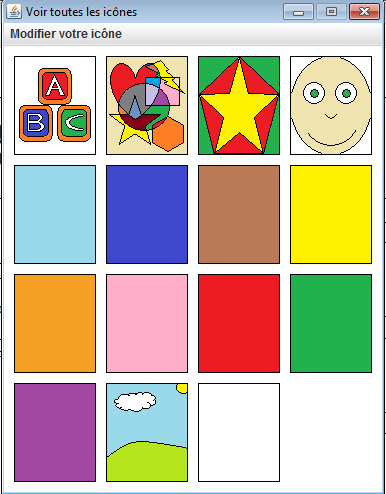 Voir toutes les icônes
Modifier votre icône
A
B
C